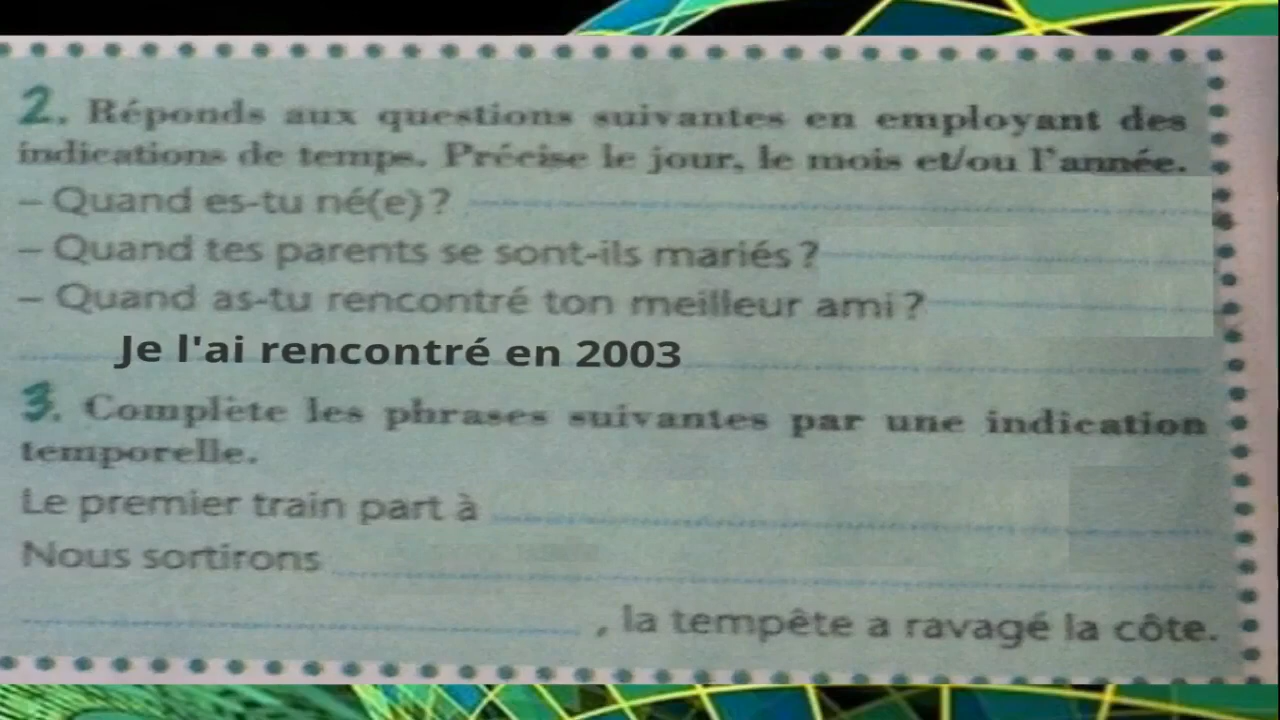 2. Réponds aux questions suivantes en employant des
indications de temps. Précise le jour, le mois et/ou l'année.
– Quand es-tu né(e) ?
– Quand tes parents se sont-ils mariés ?
– Quand as-tu rencontré ton meilleur ami ?
Je l'ai rencontré en 2003
3. Complète les phrases suivantes par une indication
temporelle.
Le premier train part à
Nous sortirons
, la tempête a ravagé la côte.